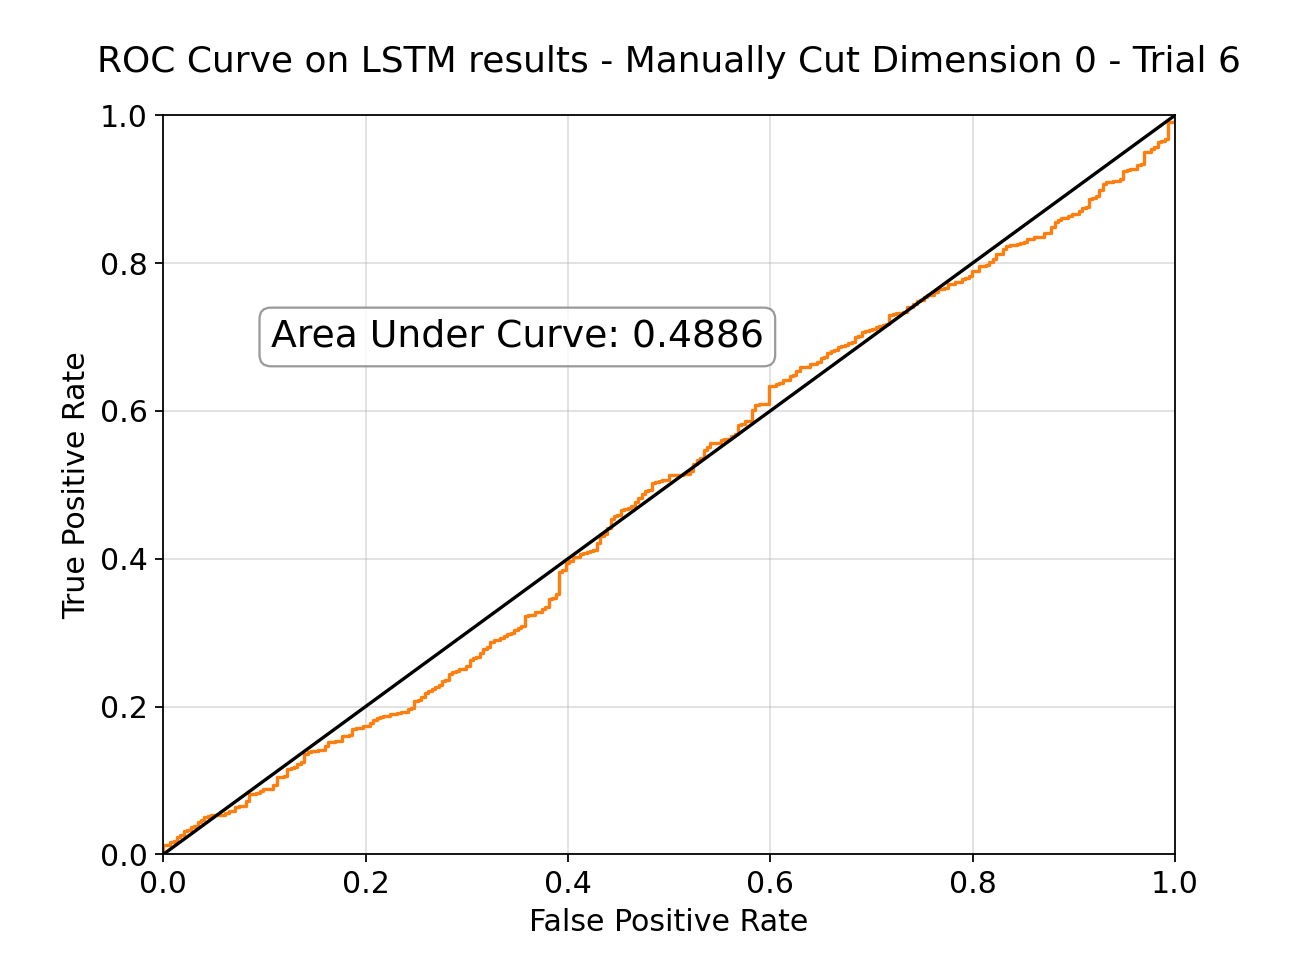 ROC Curve on LSTM results - Manually Cut Dimension 0 - Trial 6
1.0
0.8
Area Under Curve: 0.4886
True Positive Rate
0.6
0.4
0.2
0.0
0.0 0.2 0.4 0.6 0.8 1.0
False Positive Rate